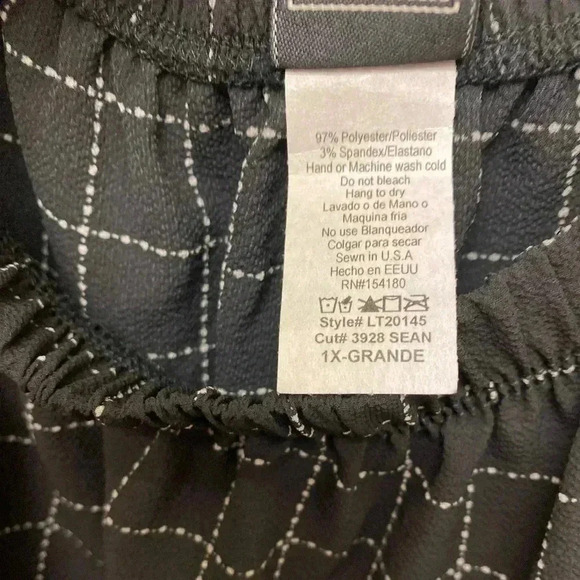 97% Polyester/Poliester
3% Spandex/Elastano
Hand or Machine wash cold
Do not bleach
Hang to dry
Lavado o de Mano o
Maquina fria
No use Blanqueador
Colgar para secar
Sewn in U.S.A
Hecho en EEUU
RN#154180
Style# LT20145
Cut# 3928 SEAN
1X-GRANDE